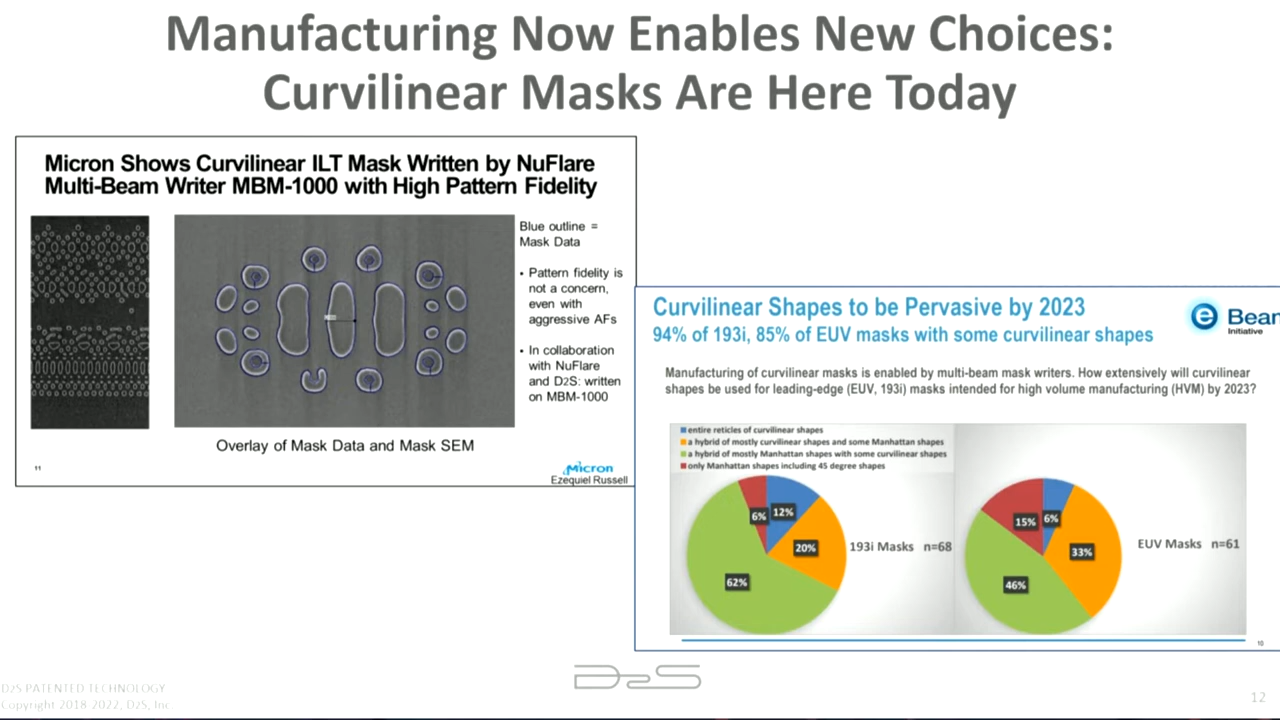 Manufacturing Now Enables New Choices:
Curvilinear Masks Are Here Today
Micron Shows Curvilinear ILT Mask Written by NuFlare
Multi-Beam Writer MBM-1000 with High Pattern Fidelity
Blue outline =
Mask Data
• Pattern fidelity is
not a concern,
even with
aggressive AFs
• In collaboration
with NuFlare
and D2S: written
on MBM-1000
Overlay of Mask Data and Mask SEM
11
Micron
Ezequiel Russell
Curvilinear Shapes to be Pervasive by 2023
94% of 193i, 85% of EUV masks with some curvilinear shapes
e Bean
Initiative
Manufacturing of curvilinear masks is enabled by multi-beam mask writers. How extensively will curvilinear
shapes be used for leading-edge (EUV, 193i) masks intended for high volume manufacturing (HVM) by 2023?
entire reticles of curvilinear shapes
a hybrid of mostly curvilinear shapes and some Manhattan shapes
a hybrid of mostly Manhattan shapes with some curvilinear shapes
only Manhattan shapes including 45 degree shapes
6%
12%
20%
62%
193i Masks n=68
15%
6%
33%
46%
EUV Masks n=61
10
D2S
D2S PATENTED TECHNOLOGY
Copyright 2018-2022, D2S, Inc.
12